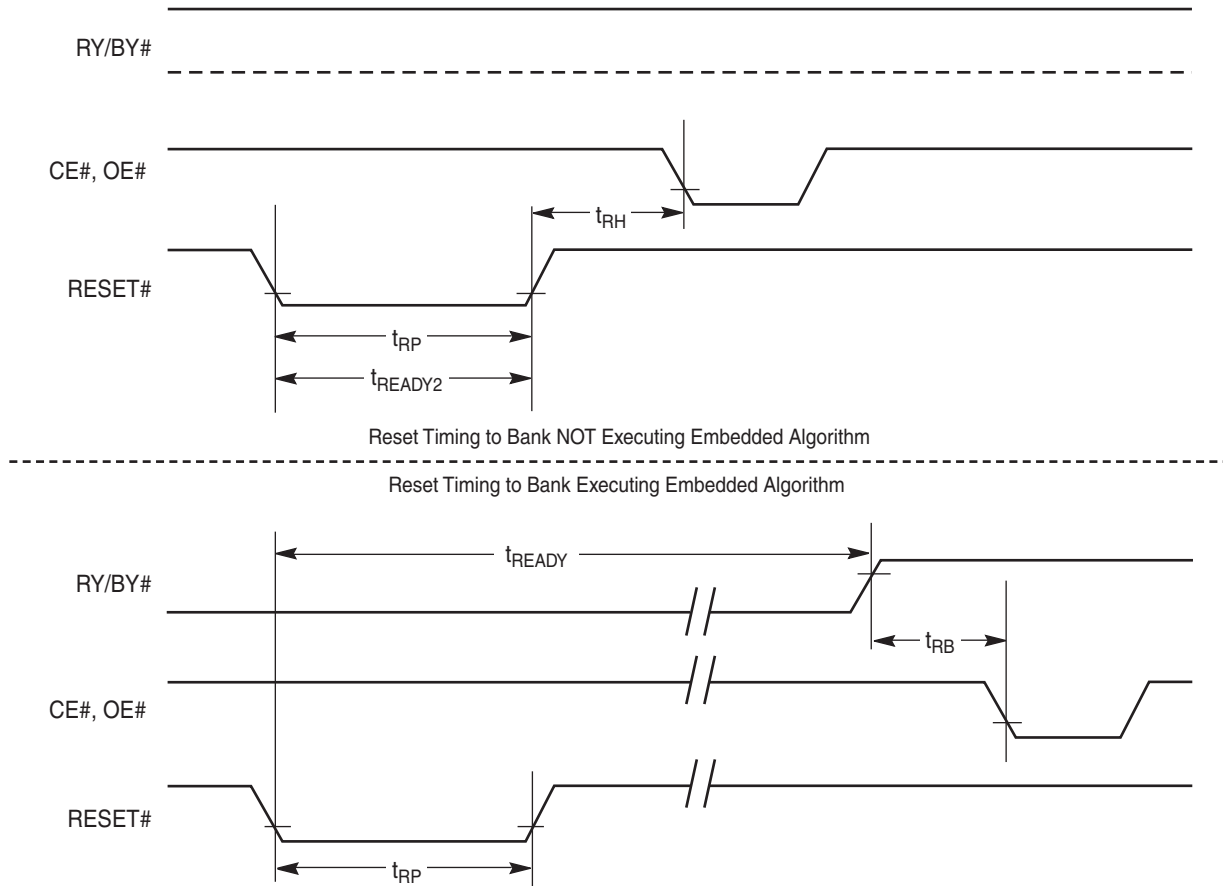 RY/BY#
CE#, OE#
tRH
RESET#
tRP
tREADY2
Reset Timing to Bank NOT Executing Embedded Algorithm
Reset Timing to Bank Executing Embedded Algorithm
tREADY
RY/BY#
tRB
CE#, OE#
RESET#
tRP